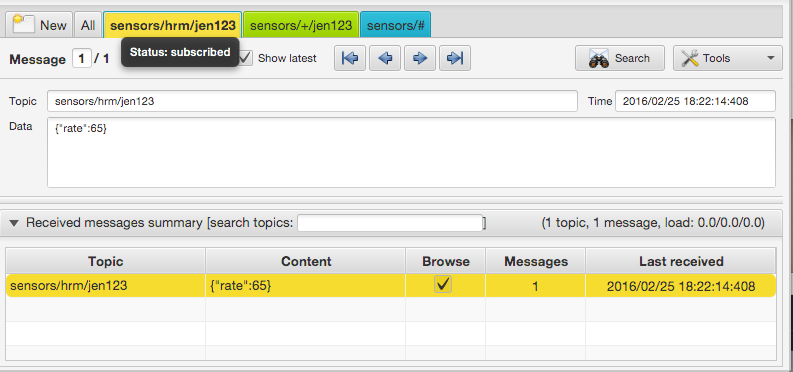 New All sensors/hrm/jen123 sensors/+/jen123 sensors/#
Status: subscribed
Message 1 / 1 Show latest Search Tools
Topic sensors/hrm/jen123 Time 2016/02/25 18:22:14:408
Data {"rate":65}
Received messages summary [search topics: ] (1 topic, 1 message, load: 0.0/0.0/0.0)
Topic Content Browse Messages Last received
sensors/hrm/jen123 {"rate":65} 1 2016/02/25 18:22:14:408